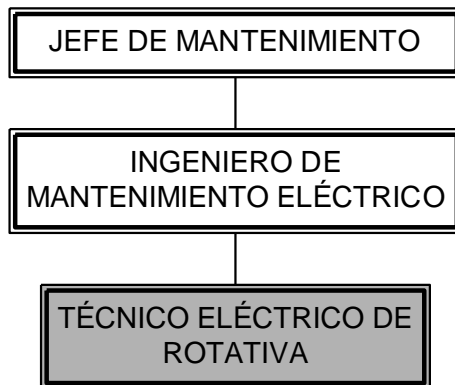 JEFE DE MANTENIMIENTO
INGENIERO DE
MANTENIMIENTO ELÉCTRICO
TÉCNICO ELÉCTRICO DE
ROTATIVA